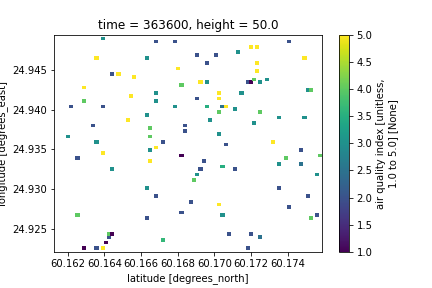 time = 363600, height = 50.0
longitude [degrees_east]
24.945
24.940
24.935
24.930
24.925
60.162 60.164 60.166 60.168 60.170 60.172 60.174
latitude [degrees_north]
5.0
4.5
4.0
3.5
3.0
2.5
2.0
1.5
1.0
air quality index [unitless,
1.0 to 5.0] [None]